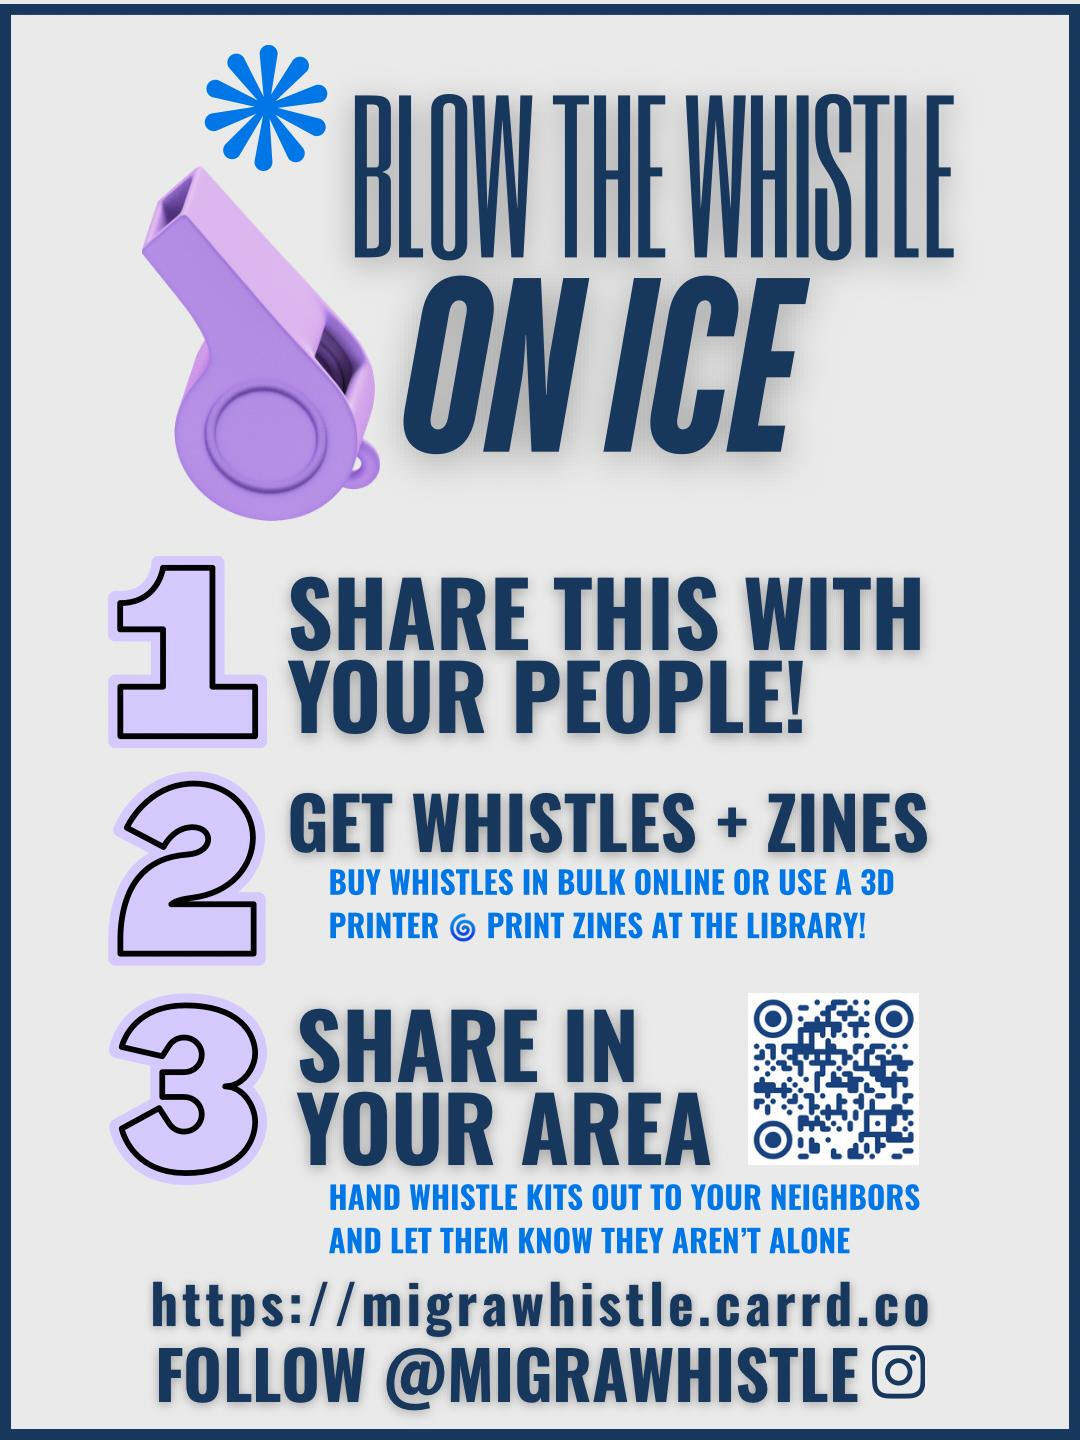 BLOW THE WHISTLE
ON ICE
1
SHARE THIS WITH
YOUR PEOPLE!
2
GET WHISTLES + ZINES
BUY WHISTLES IN BULK ONLINE OR USE A 3D
PRINTER 🌀 PRINT ZINES AT THE LIBRARY!
3
SHARE IN
YOUR AREA
HAND WHISTLE KITS OUT TO YOUR NEIGHBORS
AND LET THEM KNOW THEY AREN’T ALONE
https://migrawhistle.carrd.co
FOLLOW @MIGRAWHISTLE